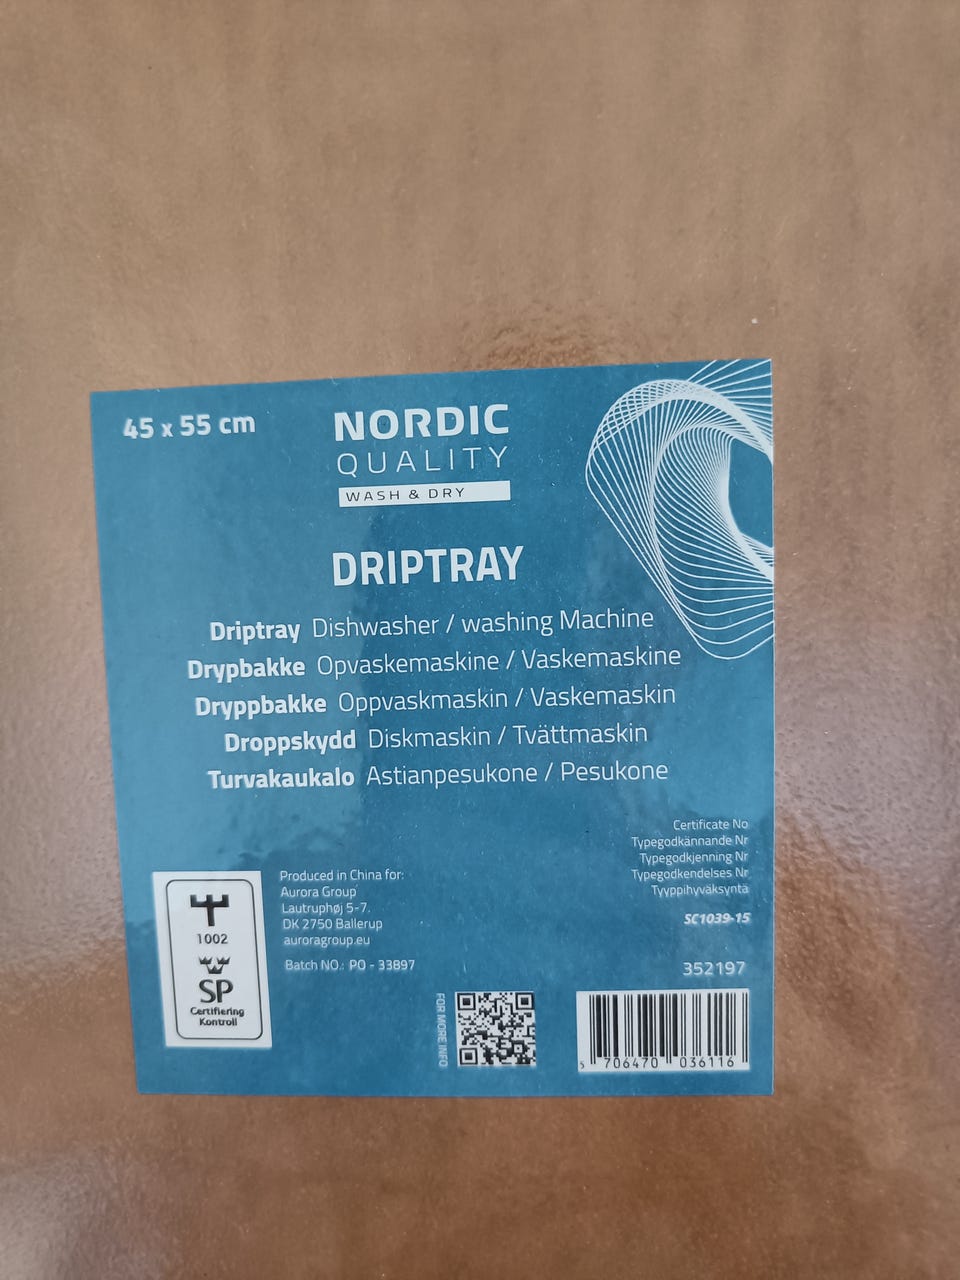 45 x 55 cm
NORDIC
QUALITY
WASH & DRY
DRIPTRAY
Driptray Dishwasher / washing Machine
Drypbakke Opvaskemaskine / Vaskemaskine
Dryppbakke Oppvaskmaskin / Vaskemaskin
Droppskydd Diskmaskin / Tvättmaskin
Turvakaukalo Astianpesukone / Pesukone
Certificate No
Typegodkännande Nr
Typegodkjenning Nr
Typegodkendelses Nr
Tyyppihyväksyntä
SC1039-15
352197
Produced in China for:
Aurora Group
Lautruphøj 5-7.
DK 2750 Ballerup
auroragroup.eu
Batch NO.: PO - 33897
1002
SP
Certifiering
Kontroll
FOR MORE INFO
5 706470 036116